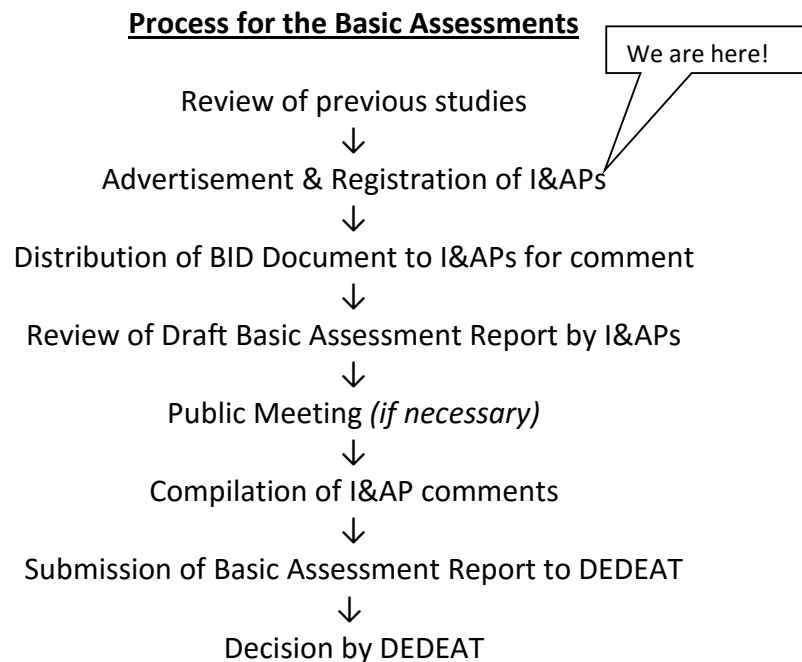 Process for the Basic Assessments
We are here!
Review of previous studies
↓
Advertisement & Registration of I&APs
↓
Distribution of BID Document to I&APs for comment
↓
Review of Draft Basic Assessment Report by I&APs
↓
Public Meeting (if necessary)
↓
Compilation of I&AP comments
↓
Submission of Basic Assessment Report to DEDEAT
↓
Decision by DEDEAT